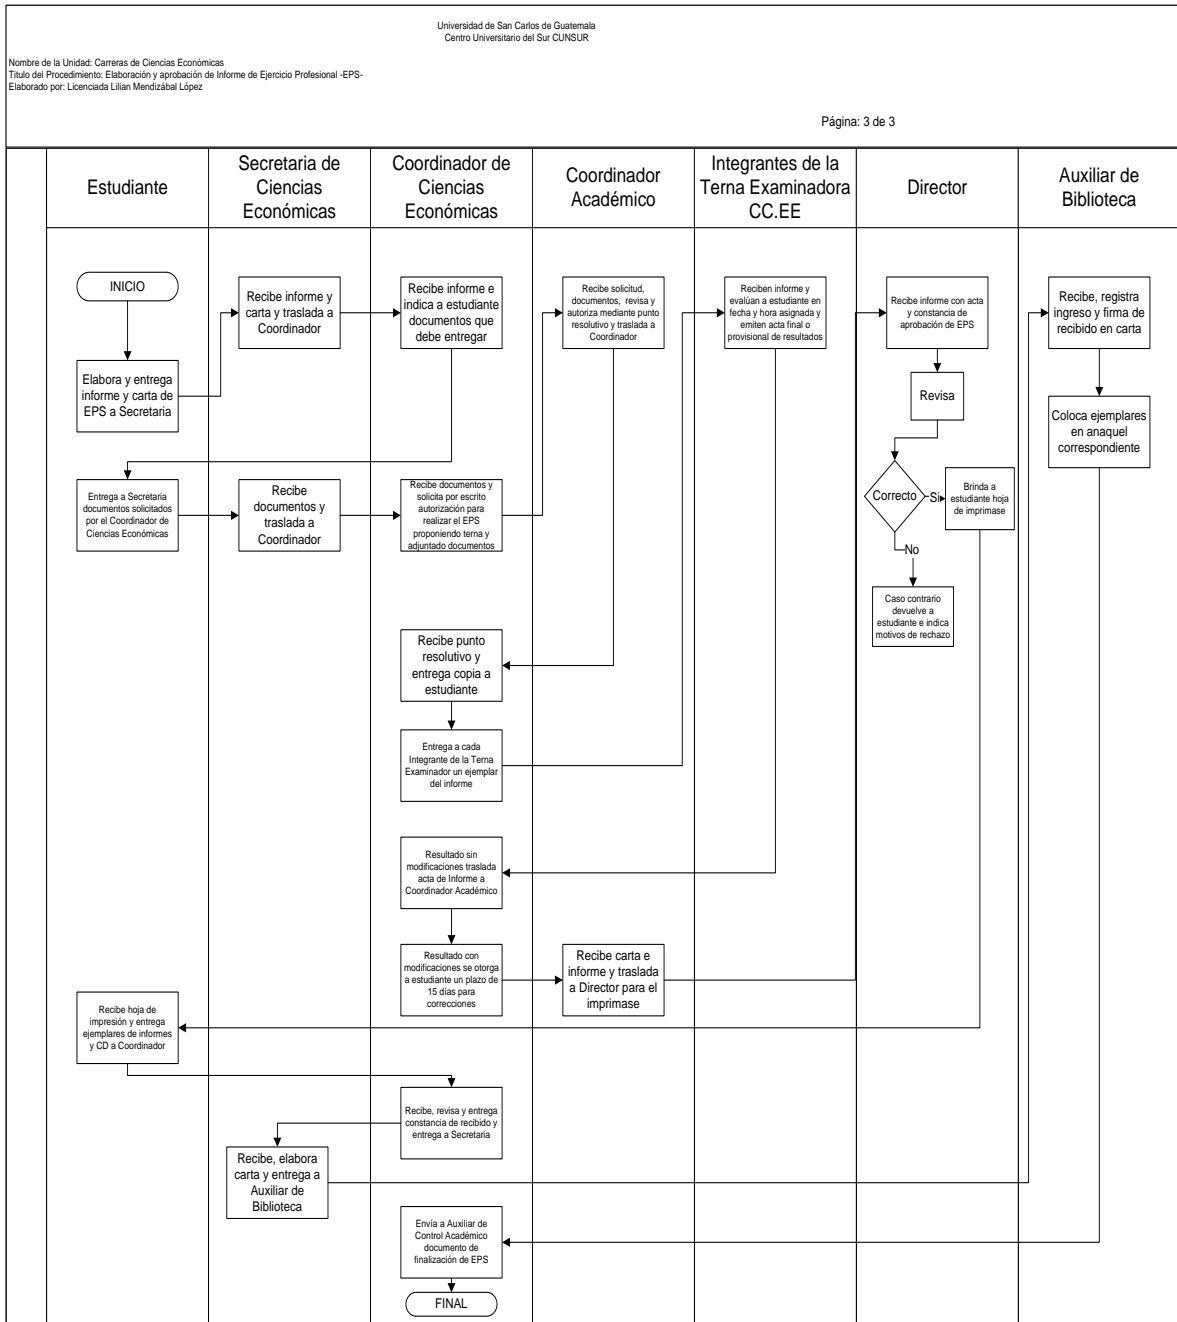 Universidad de San Carlos de Guatemala
Centro Universitario del Sur CUNSUR
Nombre de la Unidad: Carreras de Ciencias Económicas
Titulo del Procedimiento: Elaboración y aprobación de Informe de Ejercicio Profesional -EPS-
Elaborado por: Licenciada Lilian Mendizábal López
Página: 3 de 3
Estudiante
Secretaria de
Ciencias
Económicas
Coordinador de
Ciencias
Económicas
Coordinador
Académico
Integrantes de la
Terna Examinadora
CC.EE
Director
Auxiliar de
Biblioteca
INICIO
Elabora y entrega
informe y carta de
EPS a Secretaria
Recibe informe y
carta y traslada a
Coordinador
Recibe informe e
indica a estudiante
documentos que
debe entregar
Recibe solicitud,
documentos, revisa y
autoriza mediante punto
resolutivo y traslada a
Coordinador
Reciben informe y
evalúan a estudiante en
fecha y hora asignada y
emiten acta final o
provisional de resultados
Recibe informe con acta
y constancia de
aprobación de EPS
Recibe, registra
ingreso y firma de
recibido en carta
Revisa
Coloca ejemplares
en anaquel
correspondiente
Entrega a Secretaria
documentos solicitados
por el Coordinador de
Ciencias Económicas
Recibe
documentos y
traslada a
Coordinador
Recibe documentos y
solicita por escrito
autorización para
realizar el EPS
proponiendo terna y
adjuntado documentos
Correcto
Sí
Brinda a
estudiante hoja
de imprimase
No
Caso contrario
devuelve a
estudiante e indica
motivos de rechazo
Recibe punto
resolutivo y
entrega copia a
estudiante
Entrega a cada
Integrante de la Terna
Examinador un ejemplar
del informe
Resultado sin
modificaciones traslada
acta de Informe a
Coordinador Académico
Resultado con
modificaciones se otorga
a estudiante un plazo de
15 días para
correcciones
Recibe carta e
informe y traslada
a Director para el
imprimase
Recibe hoja de
impresión y entrega
ejemplares de informes
y CD a Coordinador
Recibe, revisa y entrega
constancia de recibido y
entrega a Secretaria
Recibe, elabora
carta y entrega a
Auxiliar de
Biblioteca
Envía a Auxiliar de
Control Académico
documento de
finalización de EPS
FINAL